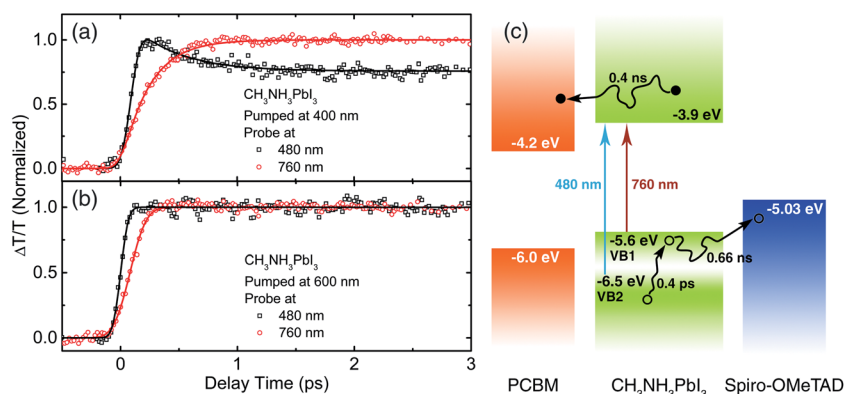 (a)
1.0
0.5
0.0
CH₃NH₃PbI₃
Pumped at 400 nm
Probe at
480 nm
760 nm
ΔT/T (Normalized)
(b)
1.0
0.5
0.0
CH₃NH₃PbI₃
Pumped at 600 nm
Probe at
480 nm
760 nm
0
1
2
3
Delay Time (ps)
(c)
0.4 ns
-3.9 eV
-4.2 eV
480 nm
760 nm
-5.03 eV
-5.6 eV
VB1
0.66 ns
-6.0 eV
-6.5 eV
VB2
0.4 ps
PCBM
CH₃NH₃PbI₃
Spiro-OMeTAD